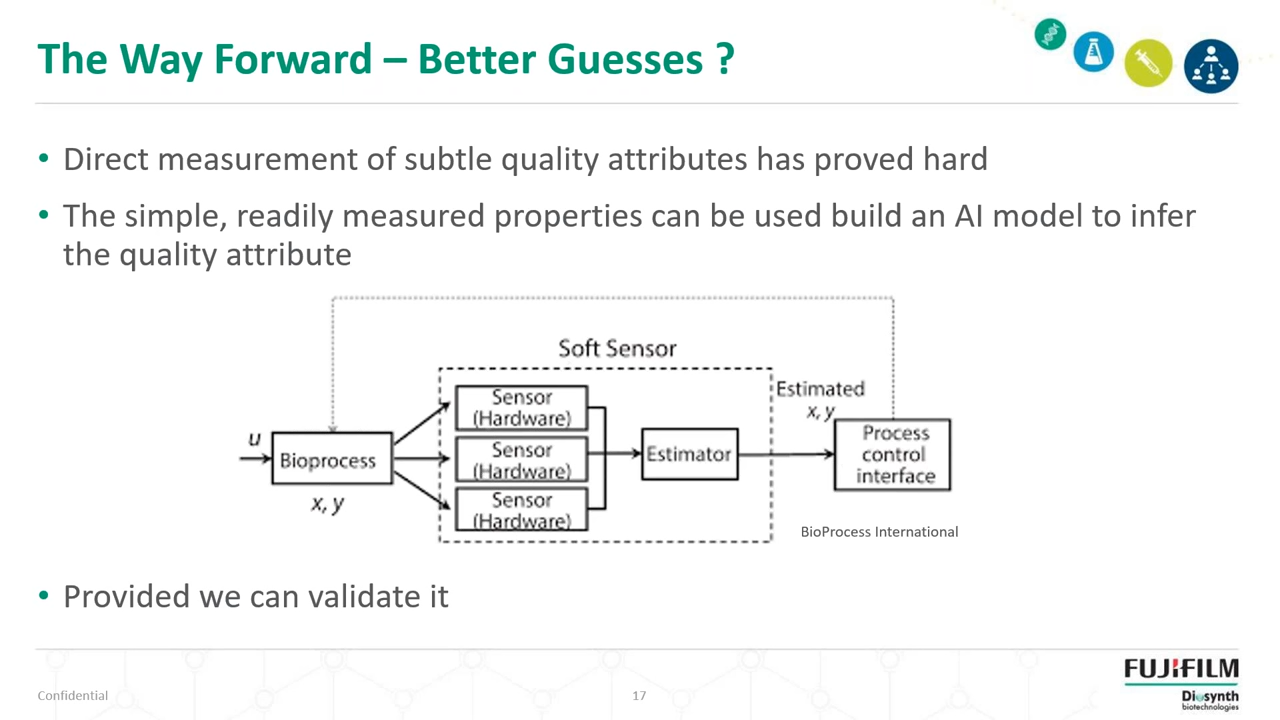 The Way Forward – Better Guesses ?
• Direct measurement of subtle quality attributes has proved hard
• The simple, readily measured properties can be used build an AI model to infer
the quality attribute
Soft Sensor
u
Bioprocess
x, y
Sensor
(Hardware)
Sensor
(Hardware)
Sensor
(Hardware)
Estimator
Estimated
x, y
Process
control
interface
BioProcess International
• Provided we can validate it
Confidential
17
FUJIFILM
Diosynth
biotechnologies